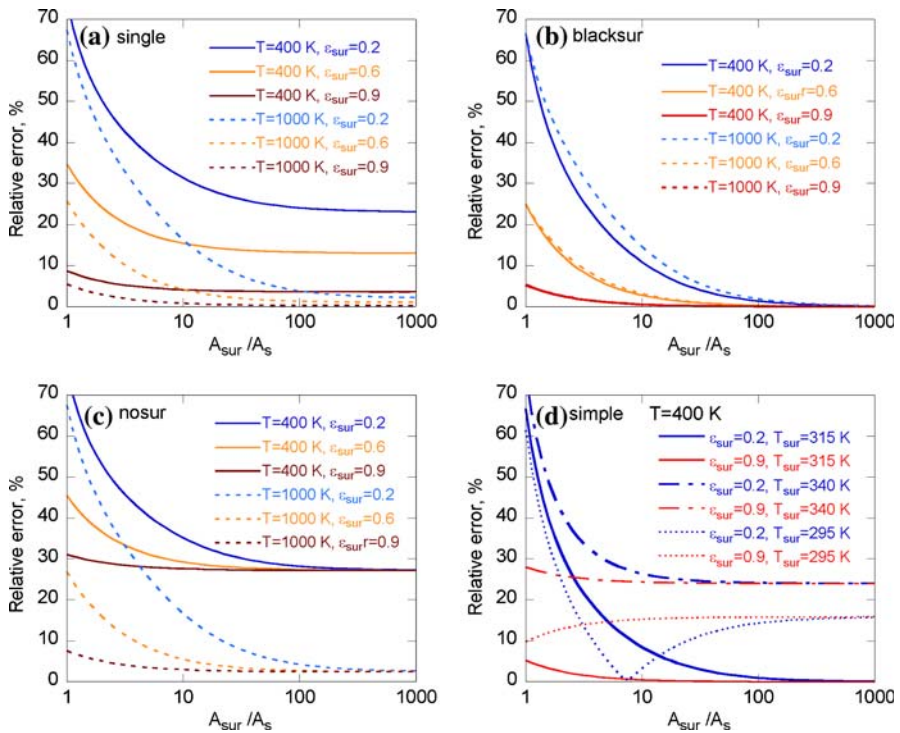 (a) single
T=400 K, εsur=0.2
T=400 K, εsur=0.6
T=400 K, εsur=0.9
T=1000 K, εsur=0.2
T=1000 K, εsur=0.6
T=1000 K, εsur=0.9
70
60
50
40
30
20
10
0
Relative error, %
1
10
100
1000
Asur /As
(b) blacksur
T=400 K, εsur=0.2
T=400 K, εsurr=0.6
T=400 K, εsur=0.9
T=1000 K, εsur=0.2
T=1000 K, εsur=0.6
T=1000 K, εsur=0.9
70
60
50
40
30
20
10
0
Relative error, %
1
10
100
1000
Asur /As
(c) nosur
T=400 K, εsur=0.2
T=400 K, εsur=0.6
T=400 K, εsur=0.9
T=1000 K, εsur=0.2
T=1000 K, εsur=0.6
T=1000 K, εsurr=0.9
70
60
50
40
30
20
10
0
Relative error, %
1
10
100
1000
Asur /As
(d) simple T=400 K
εsur=0.2, Tsur=315 K
εsur=0.9, Tsur=315 K
εsur=0.2, Tsur=340 K
εsur=0.9, Tsur=340 K
εsur=0.2, Tsur=295 K
εsur=0.9, Tsur=295 K
70
60
50
40
30
20
10
0
Relative error, %
1
10
100
1000
Asur /As